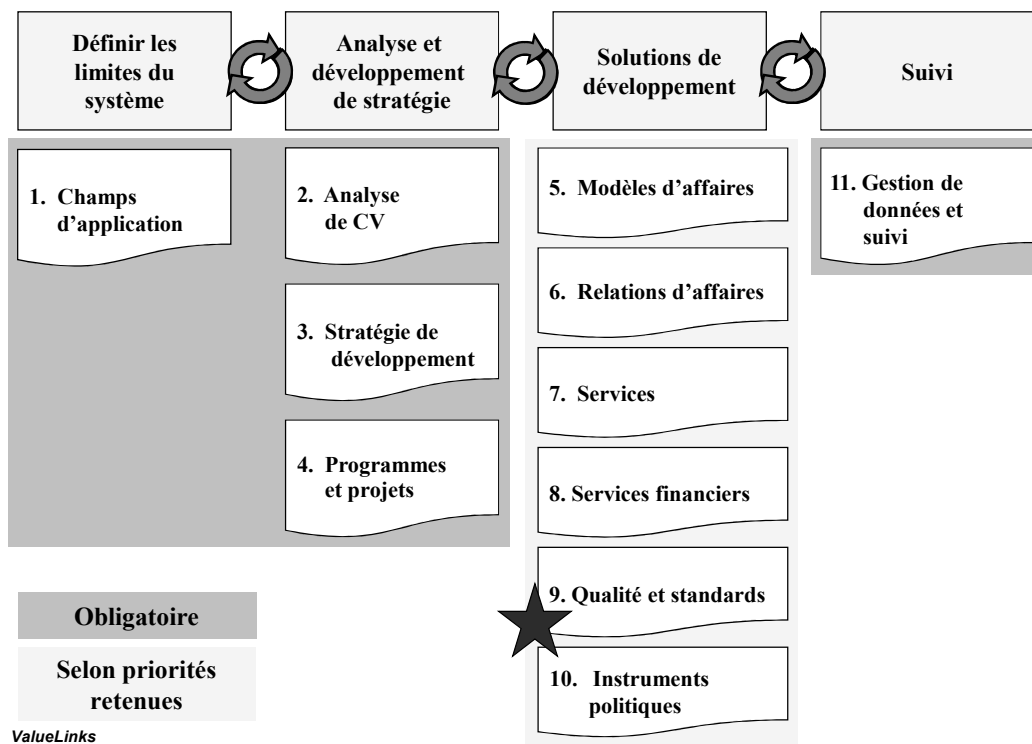 Définir les
limites du
système
Analyse et
développement
de stratégie
Solutions de
développement
Suivi
1. Champs
d’application
2. Analyse
de CV
3. Stratégie de
développement
4. Programmes
et projets
5. Modèles d'affaires
6. Relations d’affaires
7. Services
8. Services financiers
9. Qualité et standards
10. Instruments
politiques
11. Gestion de
données et
suivi
Obligatoire
Selon priorités
retenues
ValueLinks